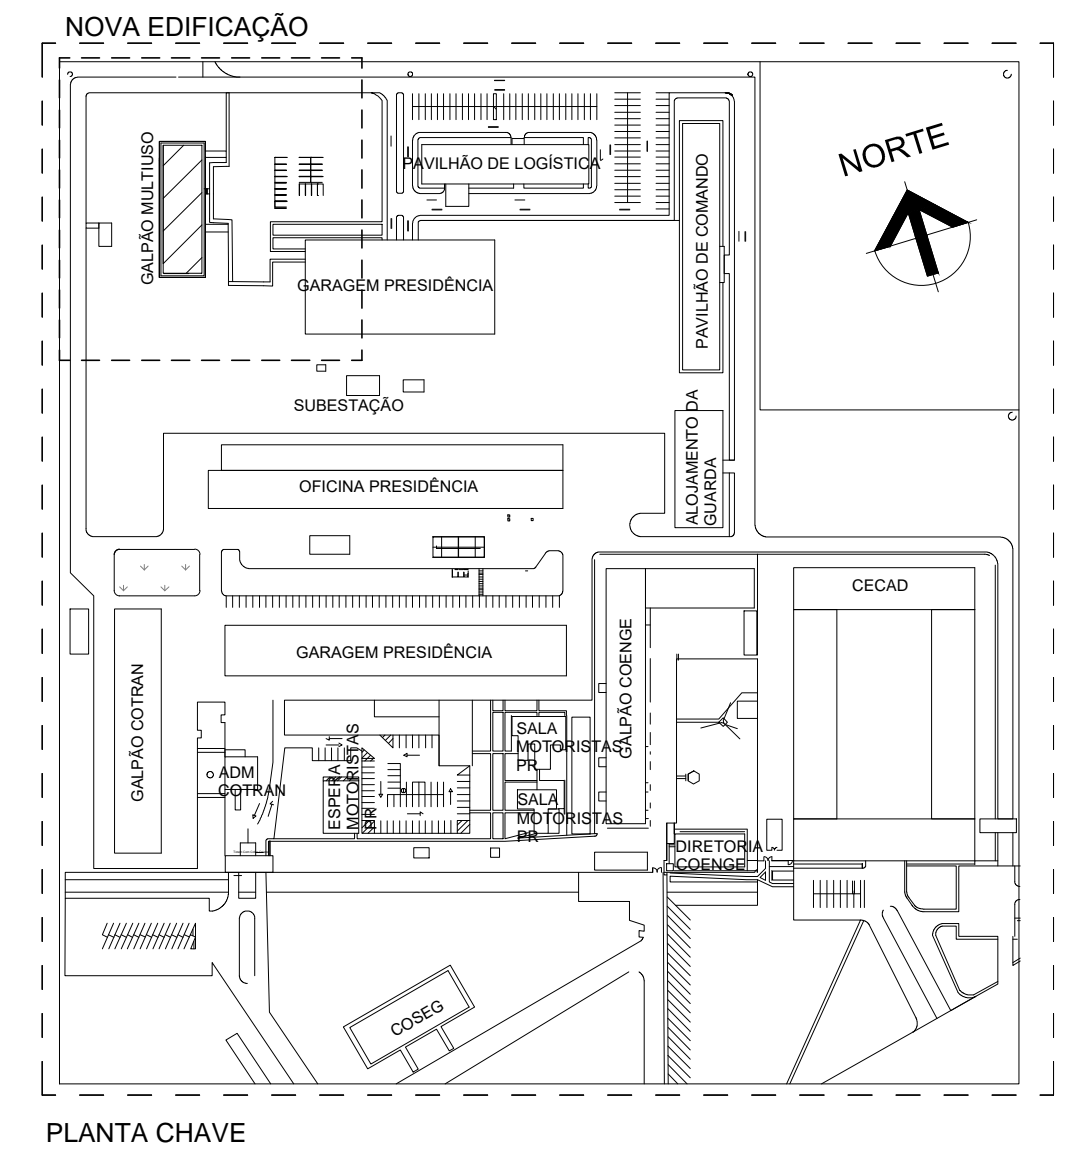 NOVA EDIFICAÇÃO
GALPÃO MULTIUSO
PAVILHÃO DE LOGÍSTICA
PAVILHÃO DE COMANDO
NORTE
GARAGEM PRESIDÊNCIA
SUBESTAÇÃO
ALOJAMENTO DA
GUARDA
OFICINA PRESIDÊNCIA
CECAD
GARAGEM PRESIDÊNCIA
GALPÃO COENGE
GALPÃO COTRAN
ADM
COTRAN
ESPERA
MOTORISTAS
PR
SALA
MOTORISTAS
PR
SALA
MOTORISTAS
PR
DIRETORIA
COENGE
COSEG
PLANTA CHAVE